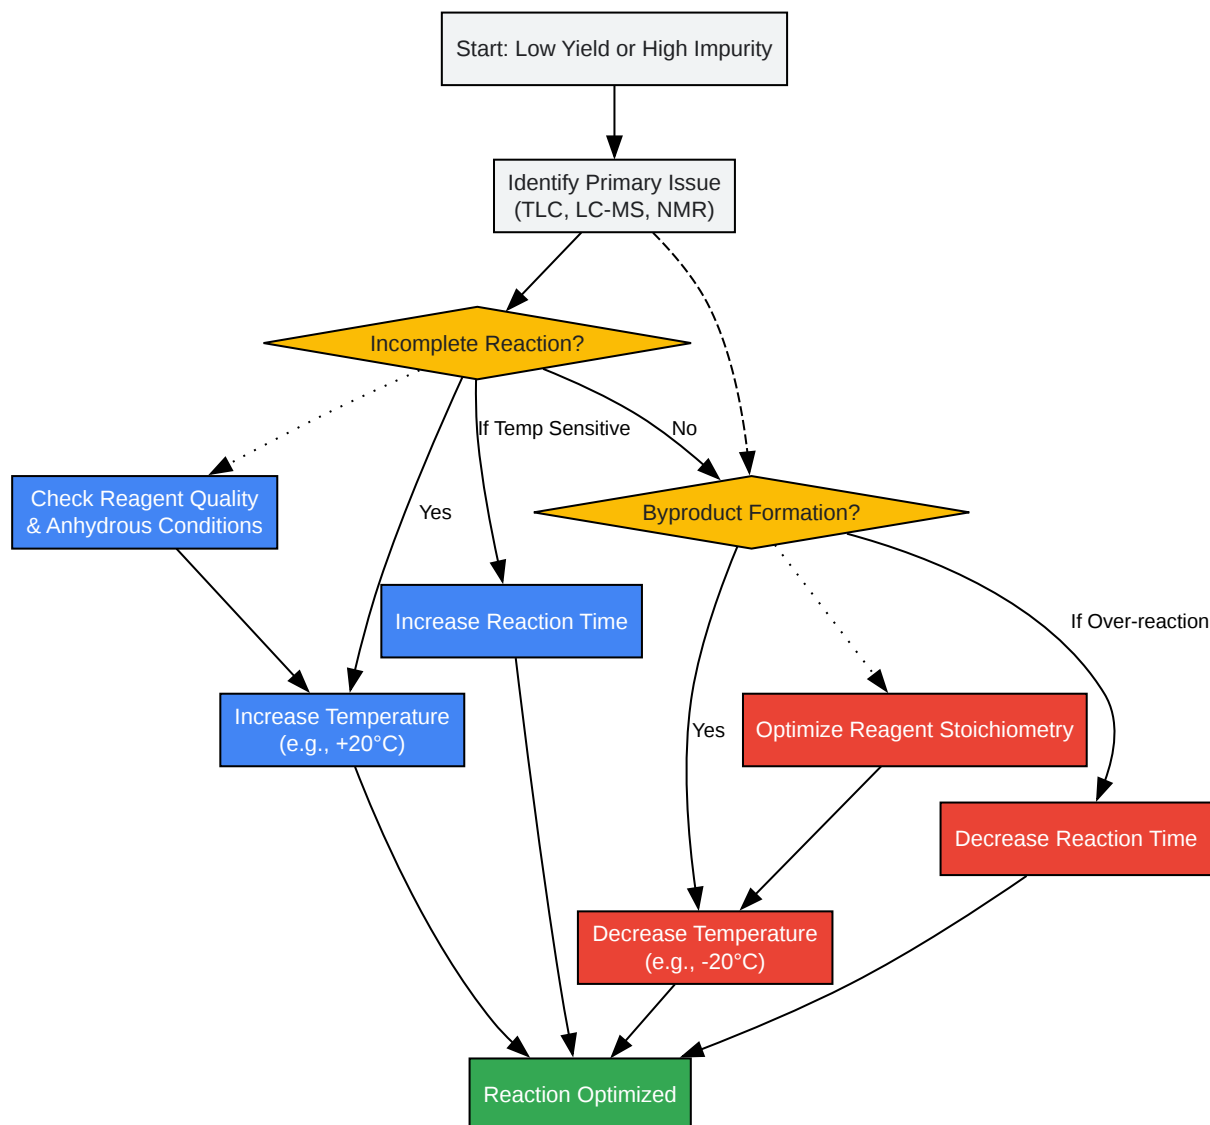 Start: Low Yield or High Impurity
Identify Primary Issue
(TLC, LC-MS, NMR)
Incomplete Reaction?
If Temp Sensitive
No
Check Reagent Quality
& Anhydrous Conditions
Yes
Byproduct Formation?
Increase Reaction Time
If Over-reaction
Increase Temperature
(e.g., +20°C)
Yes
Optimize Reagent Stoichiometry
Decrease Reaction Time
Decrease Temperature
(e.g., -20°C)
Reaction Optimized